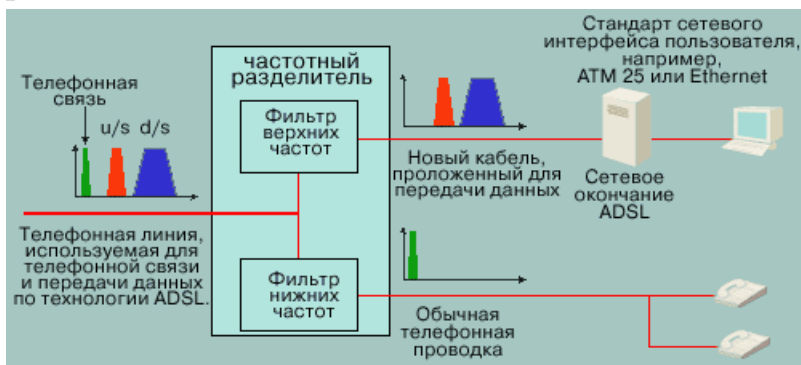 Телефонная
связь
u/s d/s
Телефонная линия,
используемая для
телефонной связи
и передачи данных
по технологии ADSL.
частотный
разделитель
Фильтр
верхних
частот
Фильтр
нижних
частот
Новый кабель,
проложенный для
передачи данных
Обычная
телефонная
проводка
Стандарт сетевого
интерфейса пользователя,
например,
ATM 25 или Ethernet
Сетевое
окончание
ADSL